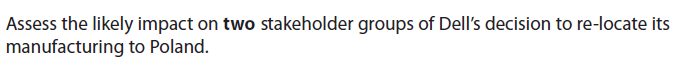 Assess the likely impact on two stakeholder groups of Dell’s decision to re-locate its
manufacturing to Poland.